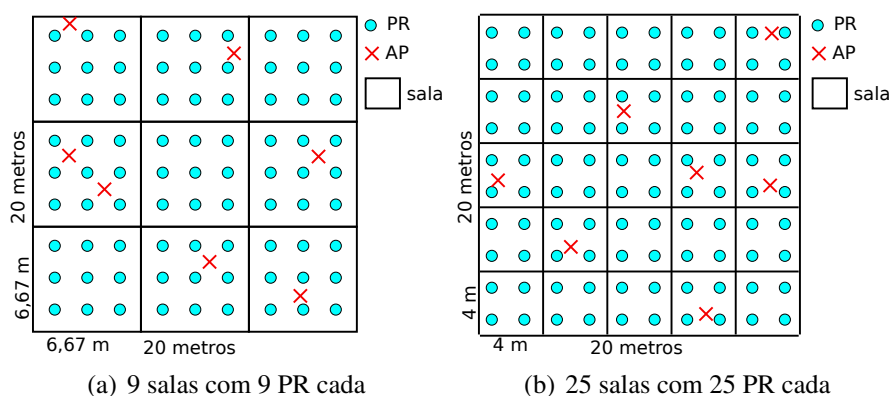 PR
AP
sala
20 metros
6,67 m
6,67 m
20 metros
(a) 9 salas com 9 PR cada
PR
AP
sala
20 metros
4 m
4 m
20 metros
(b) 25 salas com 25 PR cada